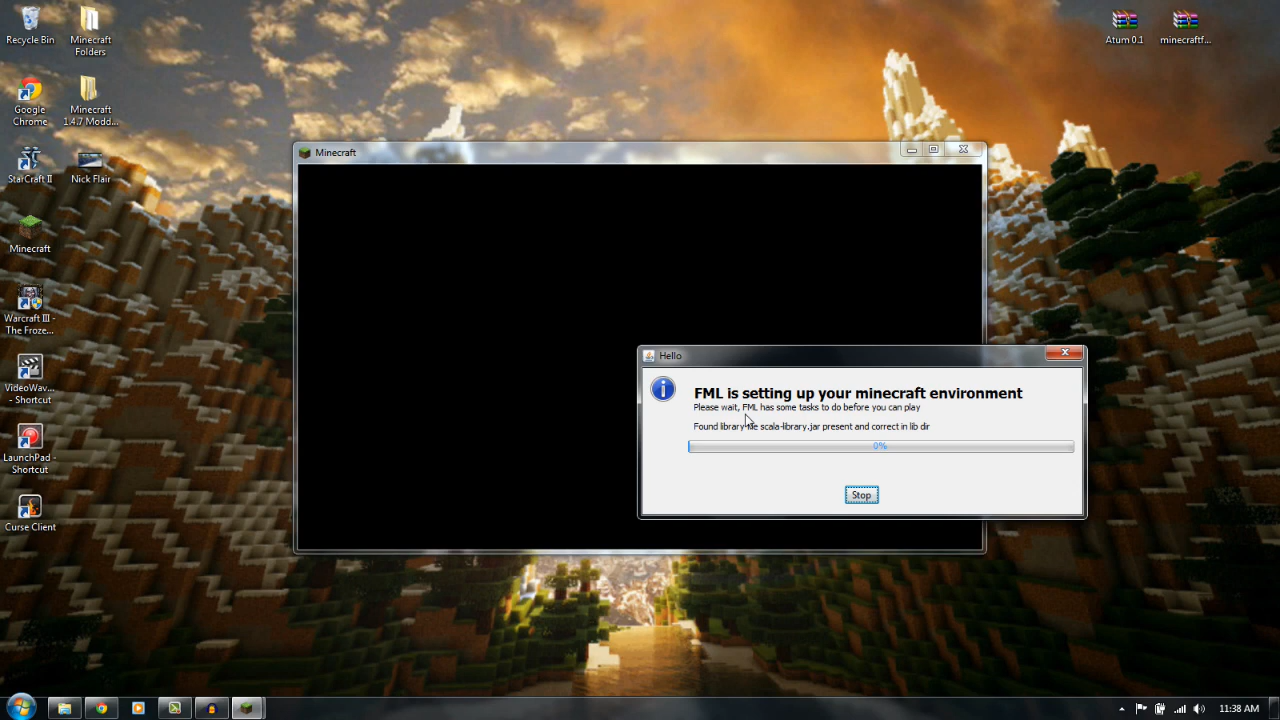 Recycle Bin
Minecraft
Folders
Google
Chrome
Minecraft
1.4.7 Modd...
StarCraft II
Nick Flair
Minecraft
Warcraft III -
The Froze...
VideoWav...
- Shortcut
LaunchPad -
Shortcut
Curse Client
Atum 0.1
minecraftf...
Minecraft
Hello
FML is setting up your minecraft environment
Please wait, FML has some tasks to do before you can play
Found library file scala-library.jar present and correct in lib dir
0%
Stop
11:38 AM